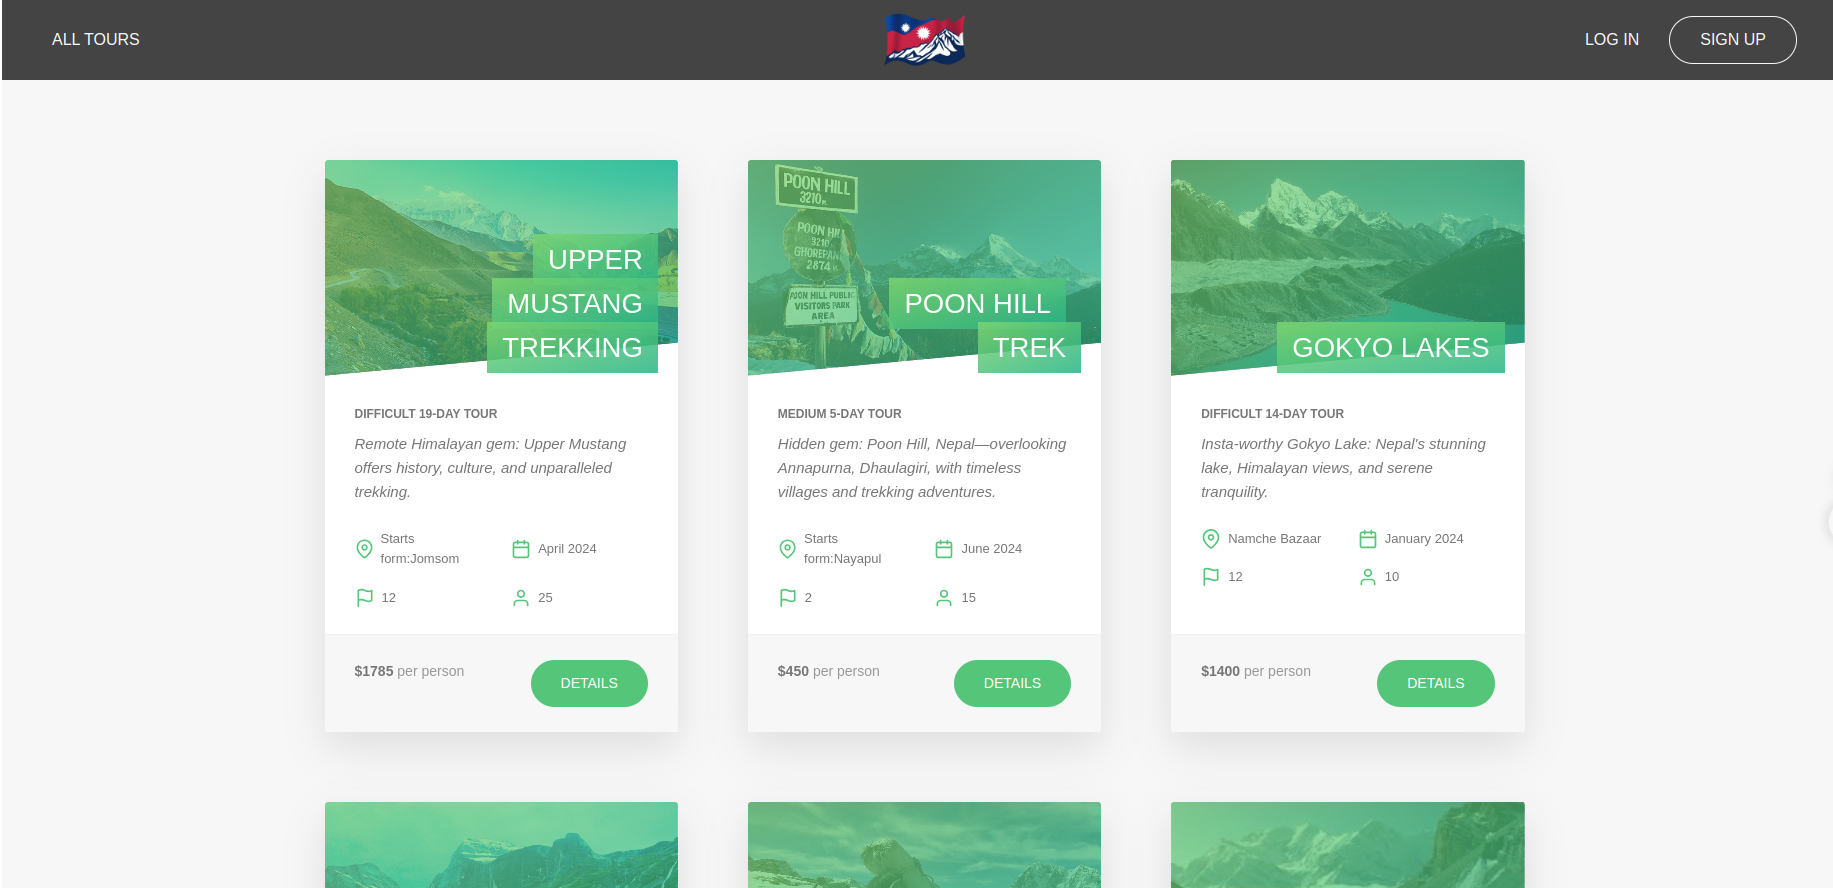 ALL TOURS
LOG IN
SIGN UP
UPPER
MUSTANG
TREKKING
DIFFICULT 19-DAY TOUR
Remote Himalayan gem: Upper Mustang
offers history, culture, and unparalleled
trekking.
Starts
form:Jomsom
April 2024
12
25
$1785 per person
DETAILS
POON HILL
3210 M.
POON HILL
3210
GHOREPANI
2874 M.
POON HILL PUBLIC
VISITORS PARK
AREA
POON HILL
TREK
MEDIUM 5-DAY TOUR
Hidden gem: Poon Hill, Nepal—overlooking
Annapurna, Dhaulagiri, with timeless
villages and trekking adventures.
Starts
form:Nayapul
June 2024
2
15
$450 per person
DETAILS
GOKYO LAKES
DIFFICULT 14-DAY TOUR
Insta-worthy Gokyo Lake: Nepal's stunning
lake, Himalayan views, and serene
tranquility.
Namche Bazaar
January 2024
12
10
$1400 per person
DETAILS